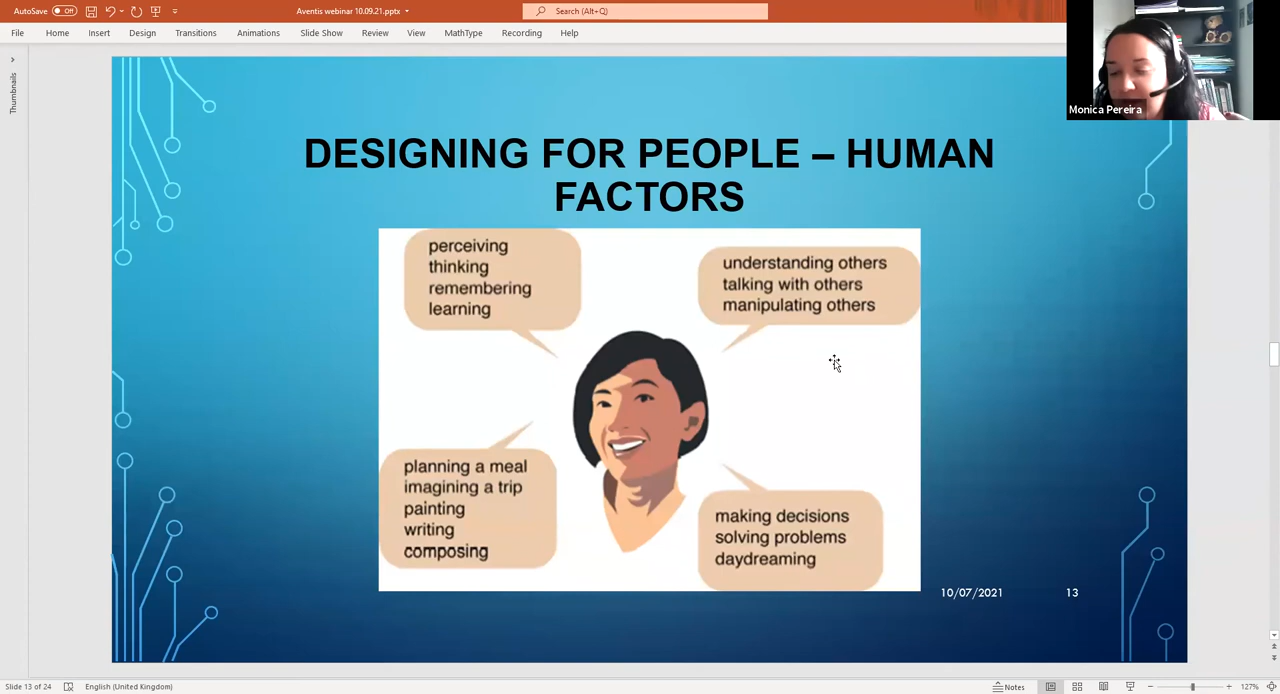 AutoSave Off
Aventis webinar 10.09.21.pptx
Search (Alt+Q)
File Home Insert Design Transitions Animations Slide Show Review View MathType Recording Help
Monica Pereira
Thumbnails
DESIGNING FOR PEOPLE – HUMAN
FACTORS
perceiving
thinking
remembering
learning
understanding others
talking with others
manipulating others
planning a meal
imagining a trip
painting
writing
composing
making decisions
solving problems
daydreaming
10/07/2021 13
Slide 13 of 24 English (United Kingdom) Notes 127%